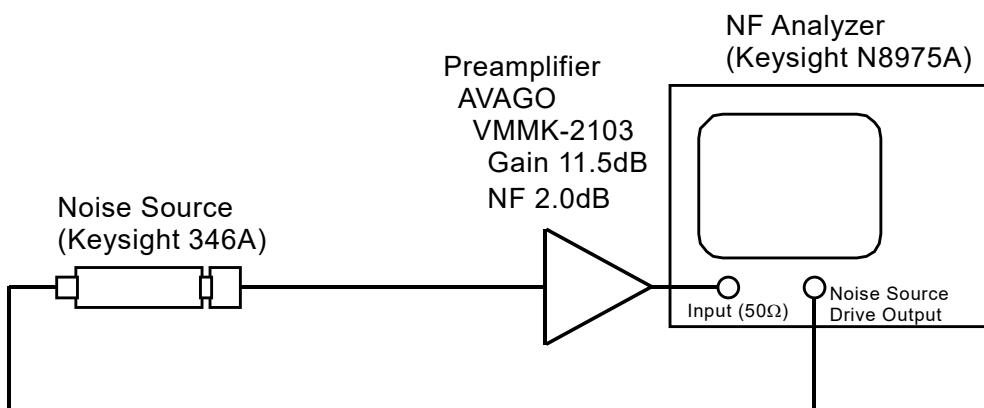 NF Analyzer
(Keysight N8975A)
Preamplifier
AVAGO
VMMK-2103
Gain 11.5dB
NF 2.0dB
Noise Source
(Keysight 346A)
Input (50Ω)
Noise Source
Drive Output